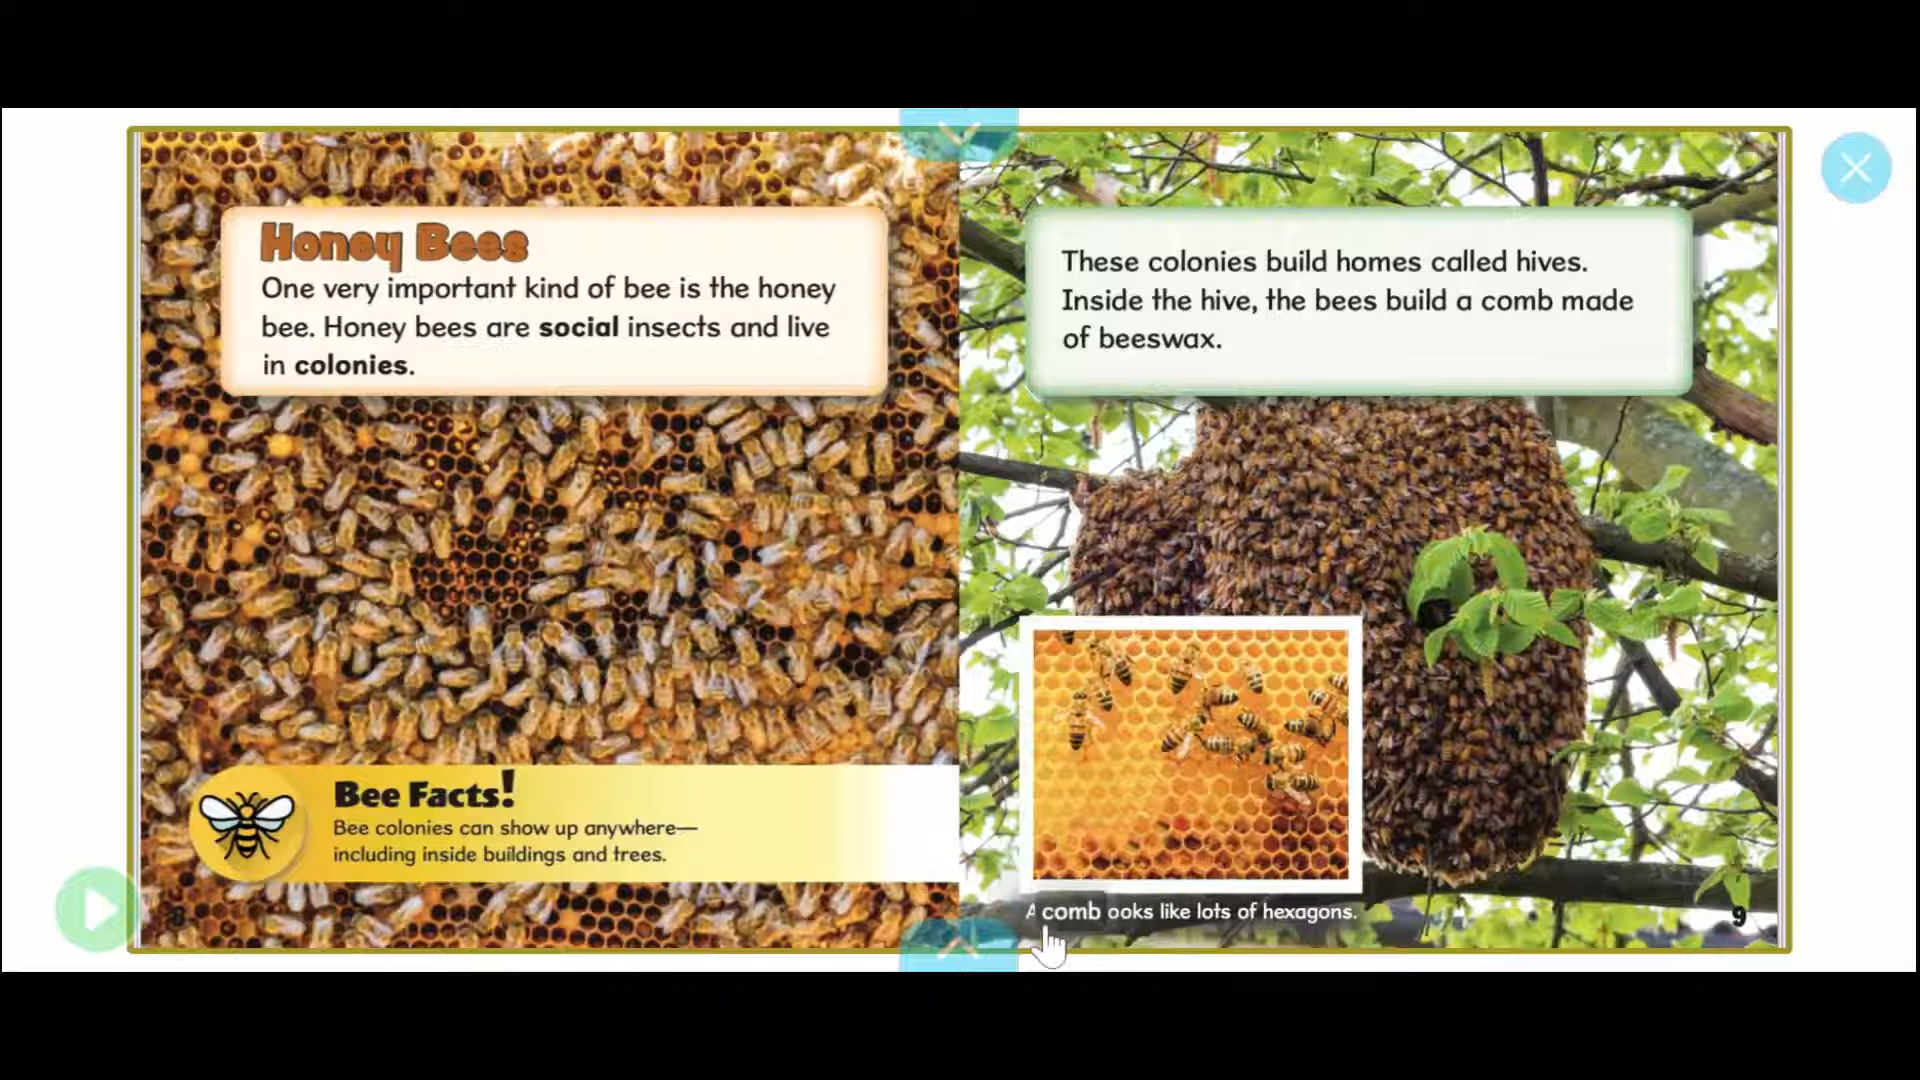 Honey Bees
One very important kind of bee is the honey
bee. Honey bees are social insects and live
in colonies.
Bee Facts!
Bee colonies can show up anywhere—
including inside buildings and trees.
8
These colonies build homes called hives.
Inside the hive, the bees build a comb made
of beeswax.
A comb ooks like lots of hexagons.
9